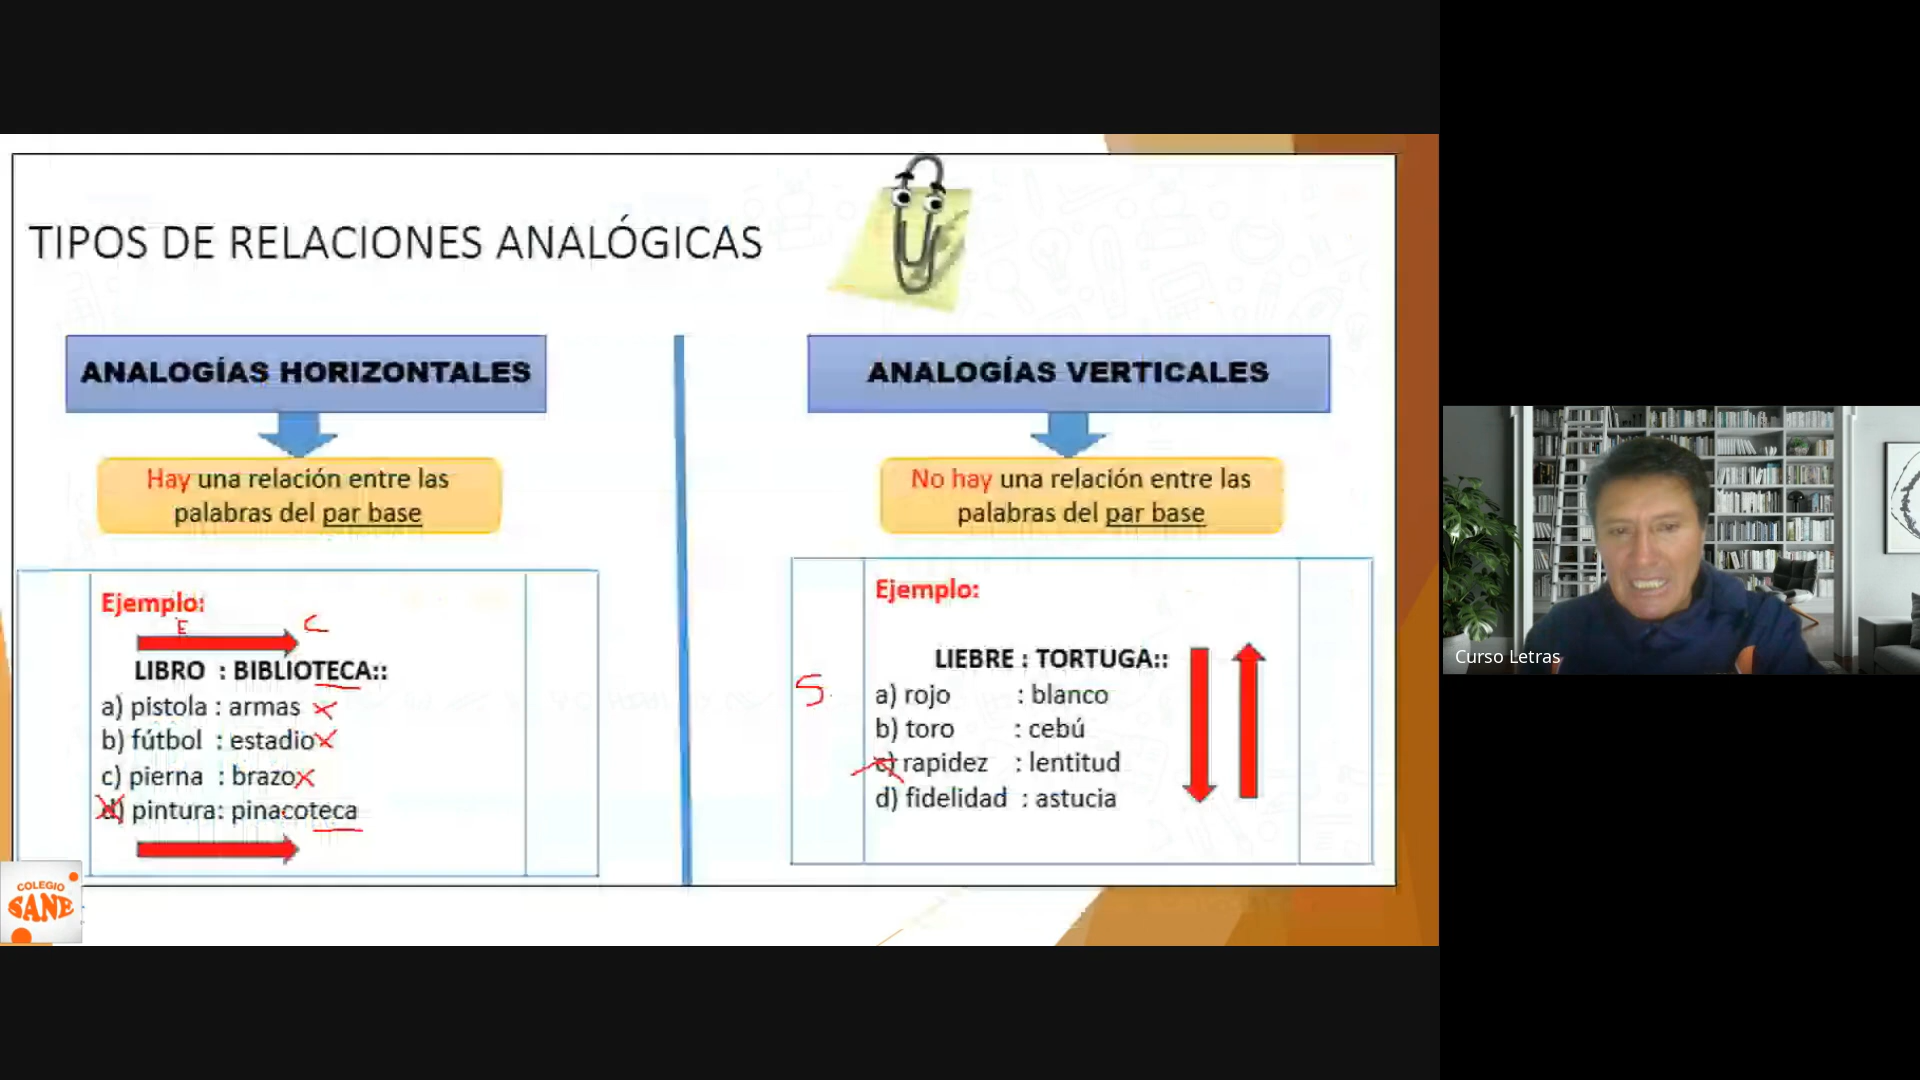 TIPOS DE RELACIONES ANALÓGICAS
ANALOGÍAS HORIZONTALES
Hay una relación entre las
palabras del par base
Ejemplo:
E C
LIBRO : BIBLIOTECA::
a) pistola : armas
b) fútbol : estadio
c) pierna : brazo
d) pintura: pinacoteca
ANALOGÍAS VERTICALES
No hay una relación entre las
palabras del par base
Ejemplo:
LIEBRE : TORTUGA::
S
a) rojo : blanco
b) toro : cebú
c) rapidez : lentitud
d) fidelidad : astucia
COLEGIO
SANE
Curso Letras